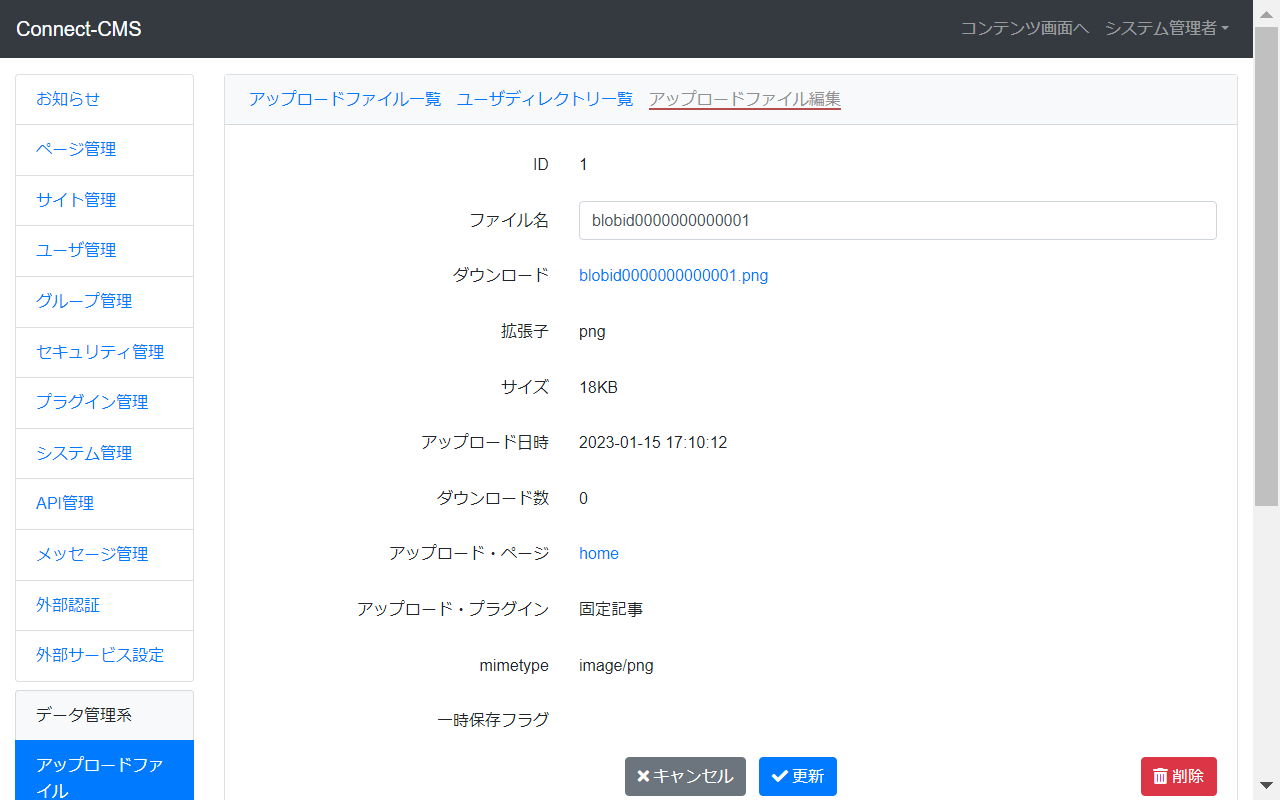 Connect-CMS
コンテンツ画面へ システム管理者
お知らせ
ページ管理
サイト管理
ユーザ管理
グループ管理
セキュリティ管理
プラグイン管理
システム管理
API管理
メッセージ管理
外部認証
外部サービス設定
データ管理系
アップロードファ
イル
アップロードファイル一覧 ユーザディレクトリ一覧 アップロードファイル編集
ID 1
ファイル名 blobid0000000000001
ダウンロード blobid0000000000001.png
拡張子 png
サイズ 18KB
アップロード日時 2023-01-15 17:10:12
ダウンロード数 0
アップロード・ページ home
アップロード・プラグイン 固定記事
mimetype image/png
一時保存フラグ
キャンセル 更新 削除